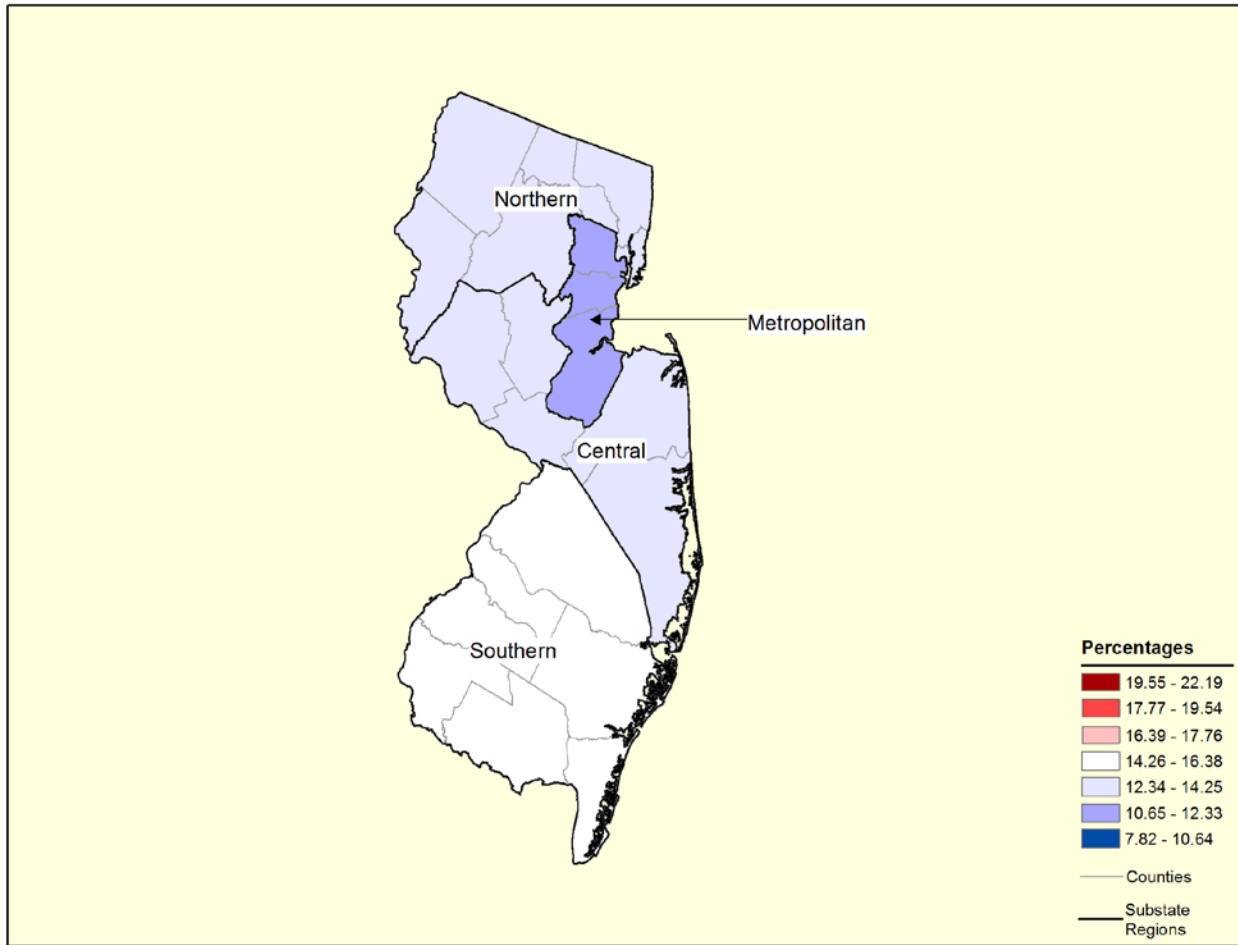 Northern
Metropolitan
Central
Southern
Percentages
19.55 - 22.19
17.77 - 19.54
16.39 - 17.76
14.26 - 16.38
12.34 - 14.25
10.65 - 12.33
7.82 - 10.64
Counties
Substate
Regions